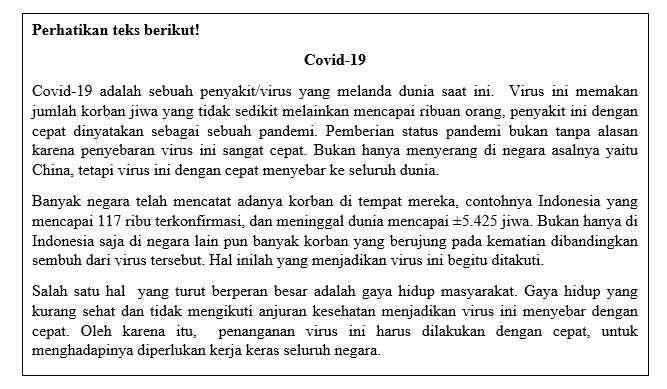 Perhatikan teks berikut!
Covid-19
Covid-19 adalah sebuah penyakit/virus yang melanda dunia saat ini. Virus ini memakan
jumlah korban jiwa yang tidak sedikit melainkan mencapai ribuan orang, penyakit ini dengan
cepat dinyatakan sebagai sebuah pandemi. Pemberian status pandemi bukan tanpa alasan
karena penyebaran virus ini sangat cepat. Bukan hanya menyerang di negara asalnya yaitu
China, tetapi virus ini dengan cepat menyebar ke seluruh dunia.
Banyak negara telah mencatat adanya korban di tempat mereka, contohnya Indonesia yang
mencapai 117 ribu terkonfirmasi, dan meninggal dunia mencapai ±5.425 jiwa. Bukan hanya di
Indonesia saja di negara lain pun banyak korban yang berujung pada kematian dibandingkan
sembuh dari virus tersebut. Hal inilah yang menjadikan virus ini begitu ditakuti.
Salah satu hal yang turut berperan besar adalah gaya hidup masyarakat. Gaya hidup yang
kurang sehat dan tidak mengikuti anjuran kesehatan menjadikan virus ini menyebar dengan
cepat. Oleh karena itu, penanganan virus ini harus dilakukan dengan cepat, untuk
menghadapinya diperlukan kerja keras seluruh negara.